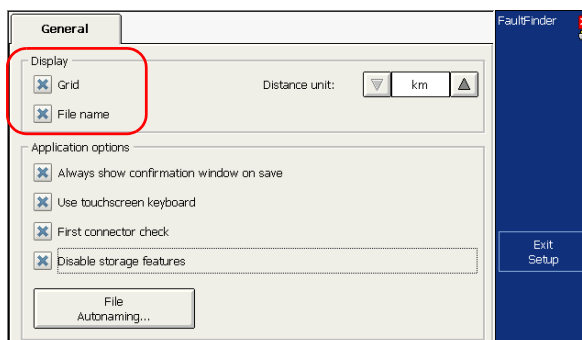 General
FaultFinder
Display
Grid
Distance unit:
km
File name
Application options
Always show confirmation window on save
Use touchscreen keyboard
First connector check
Disable storage features
File
Autonaming...
Exit
Setup